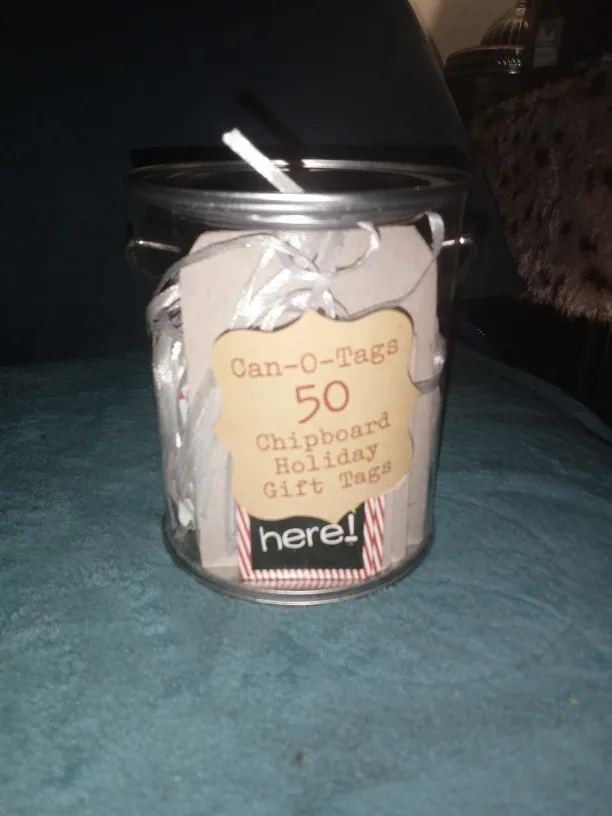 Can-O-Tags
50
Chipboard
Holiday
Gift Tags
here!